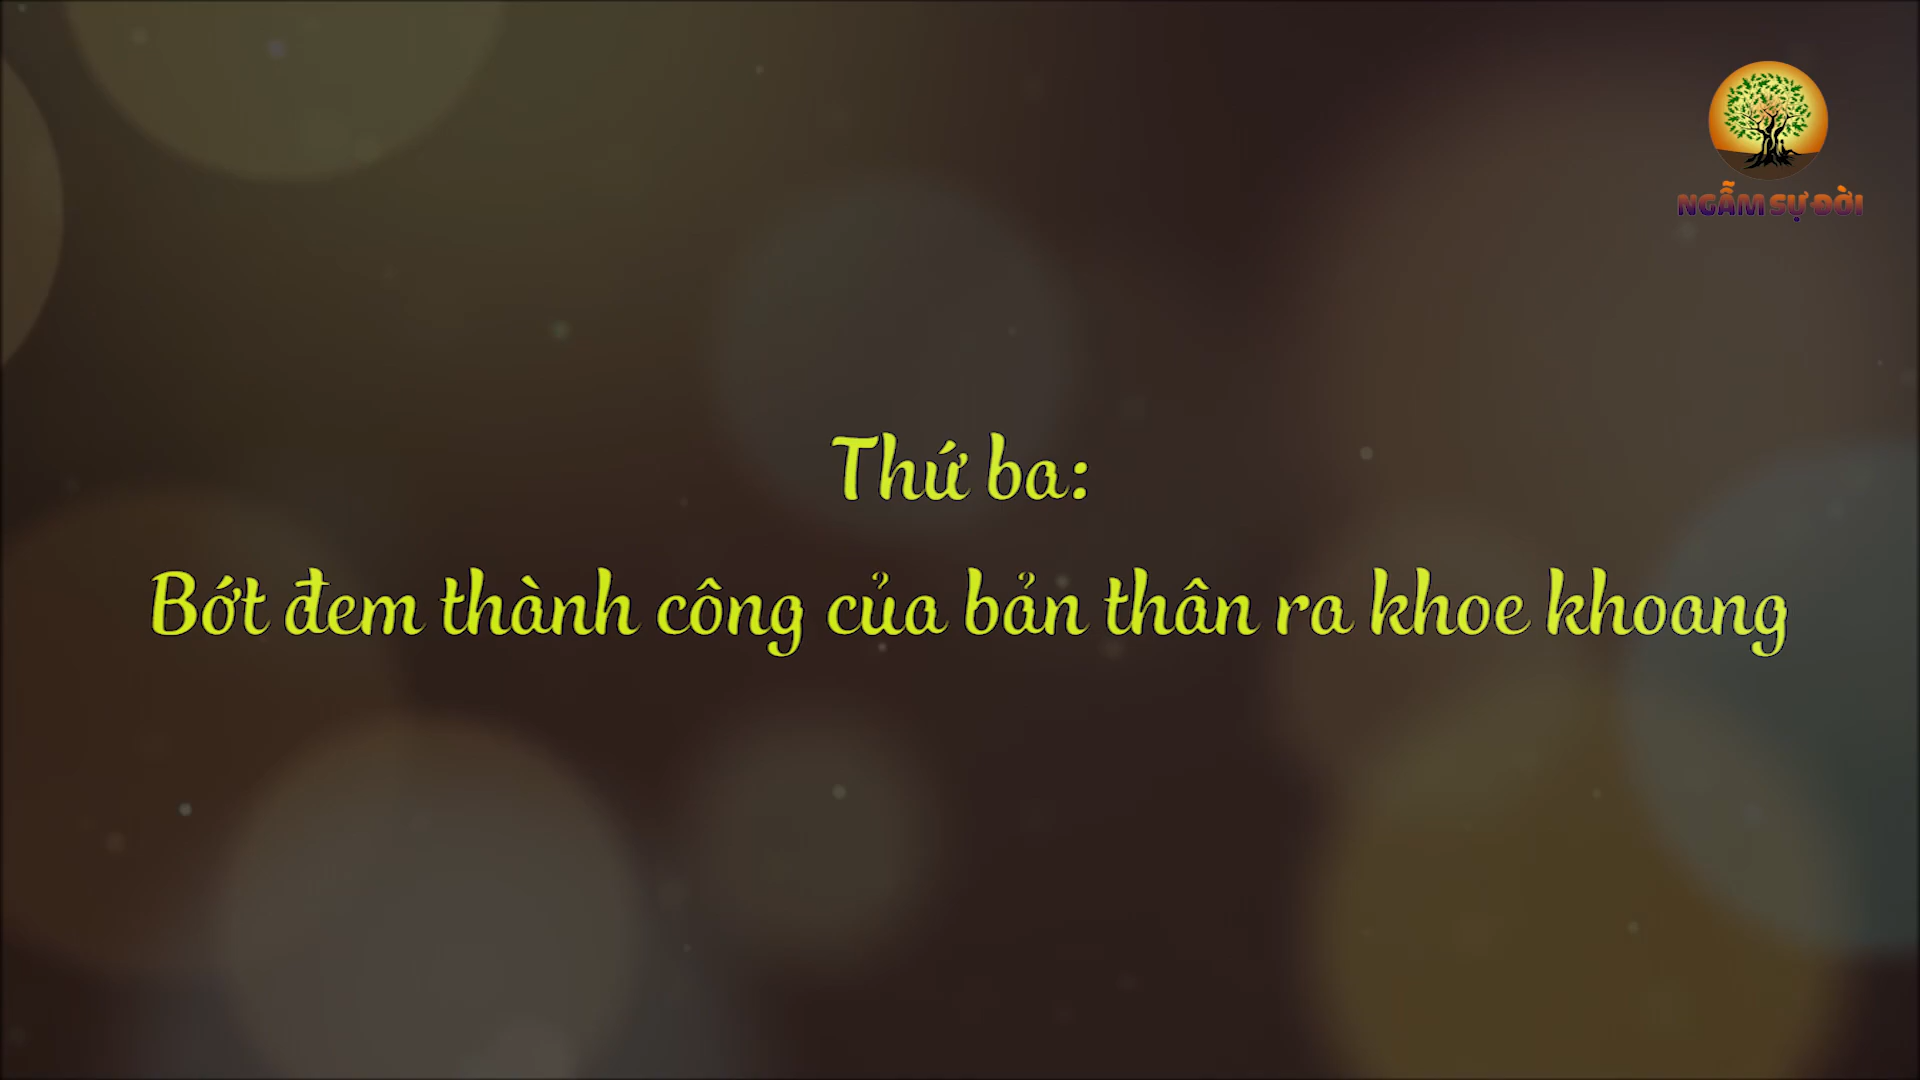 NGẪM SỰ ĐỜI
Thứ ba:
Bớt đem thành công của bản thân ra khoe khoang